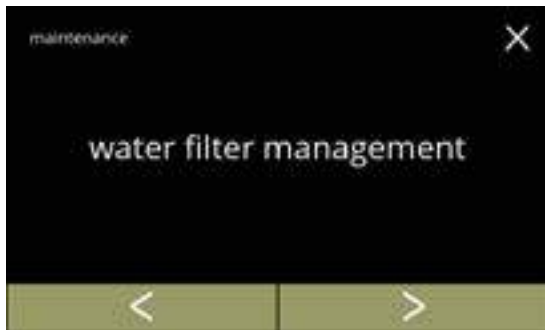 maintenance
water filter management
< >